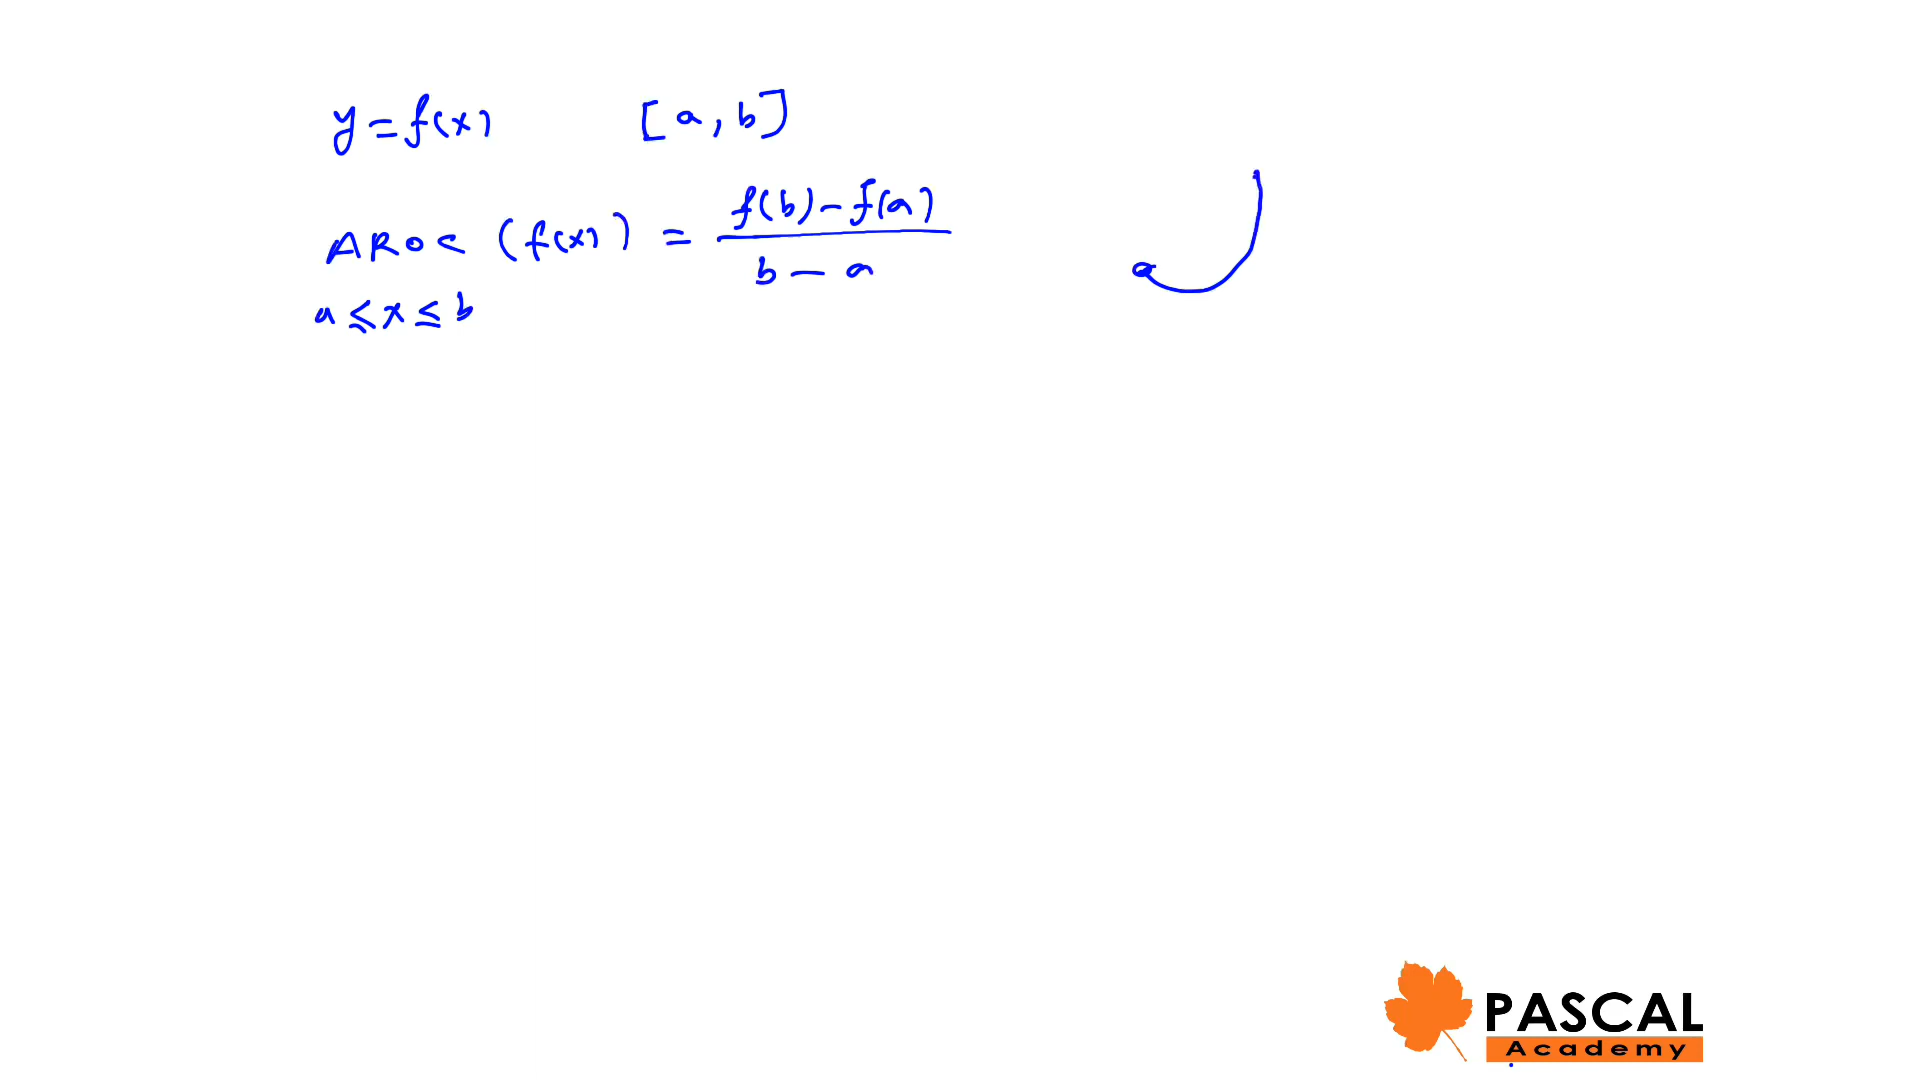 y = f(x) [a, b]
AROC (f(x)) = f(b) - f(a) / b - a
a ≤ x ≤ b
PASCAL
Academy